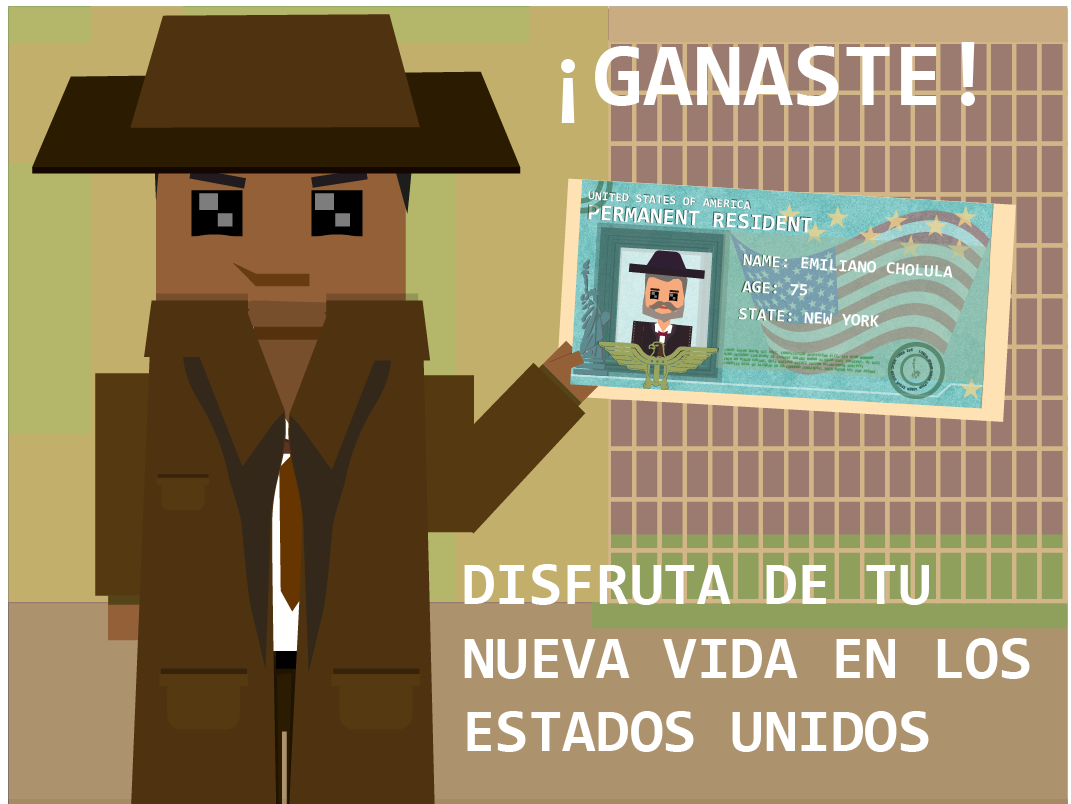 ¡GANASTE!
UNITED STATES OF AMERICA
PERMANENT RESIDENT
NAME: EMILIANO CHOLULA
AGE: 75
STATE: NEW YORK
DISFRUTA DE TU
NUEVA VIDA EN LOS
ESTADOS UNIDOS